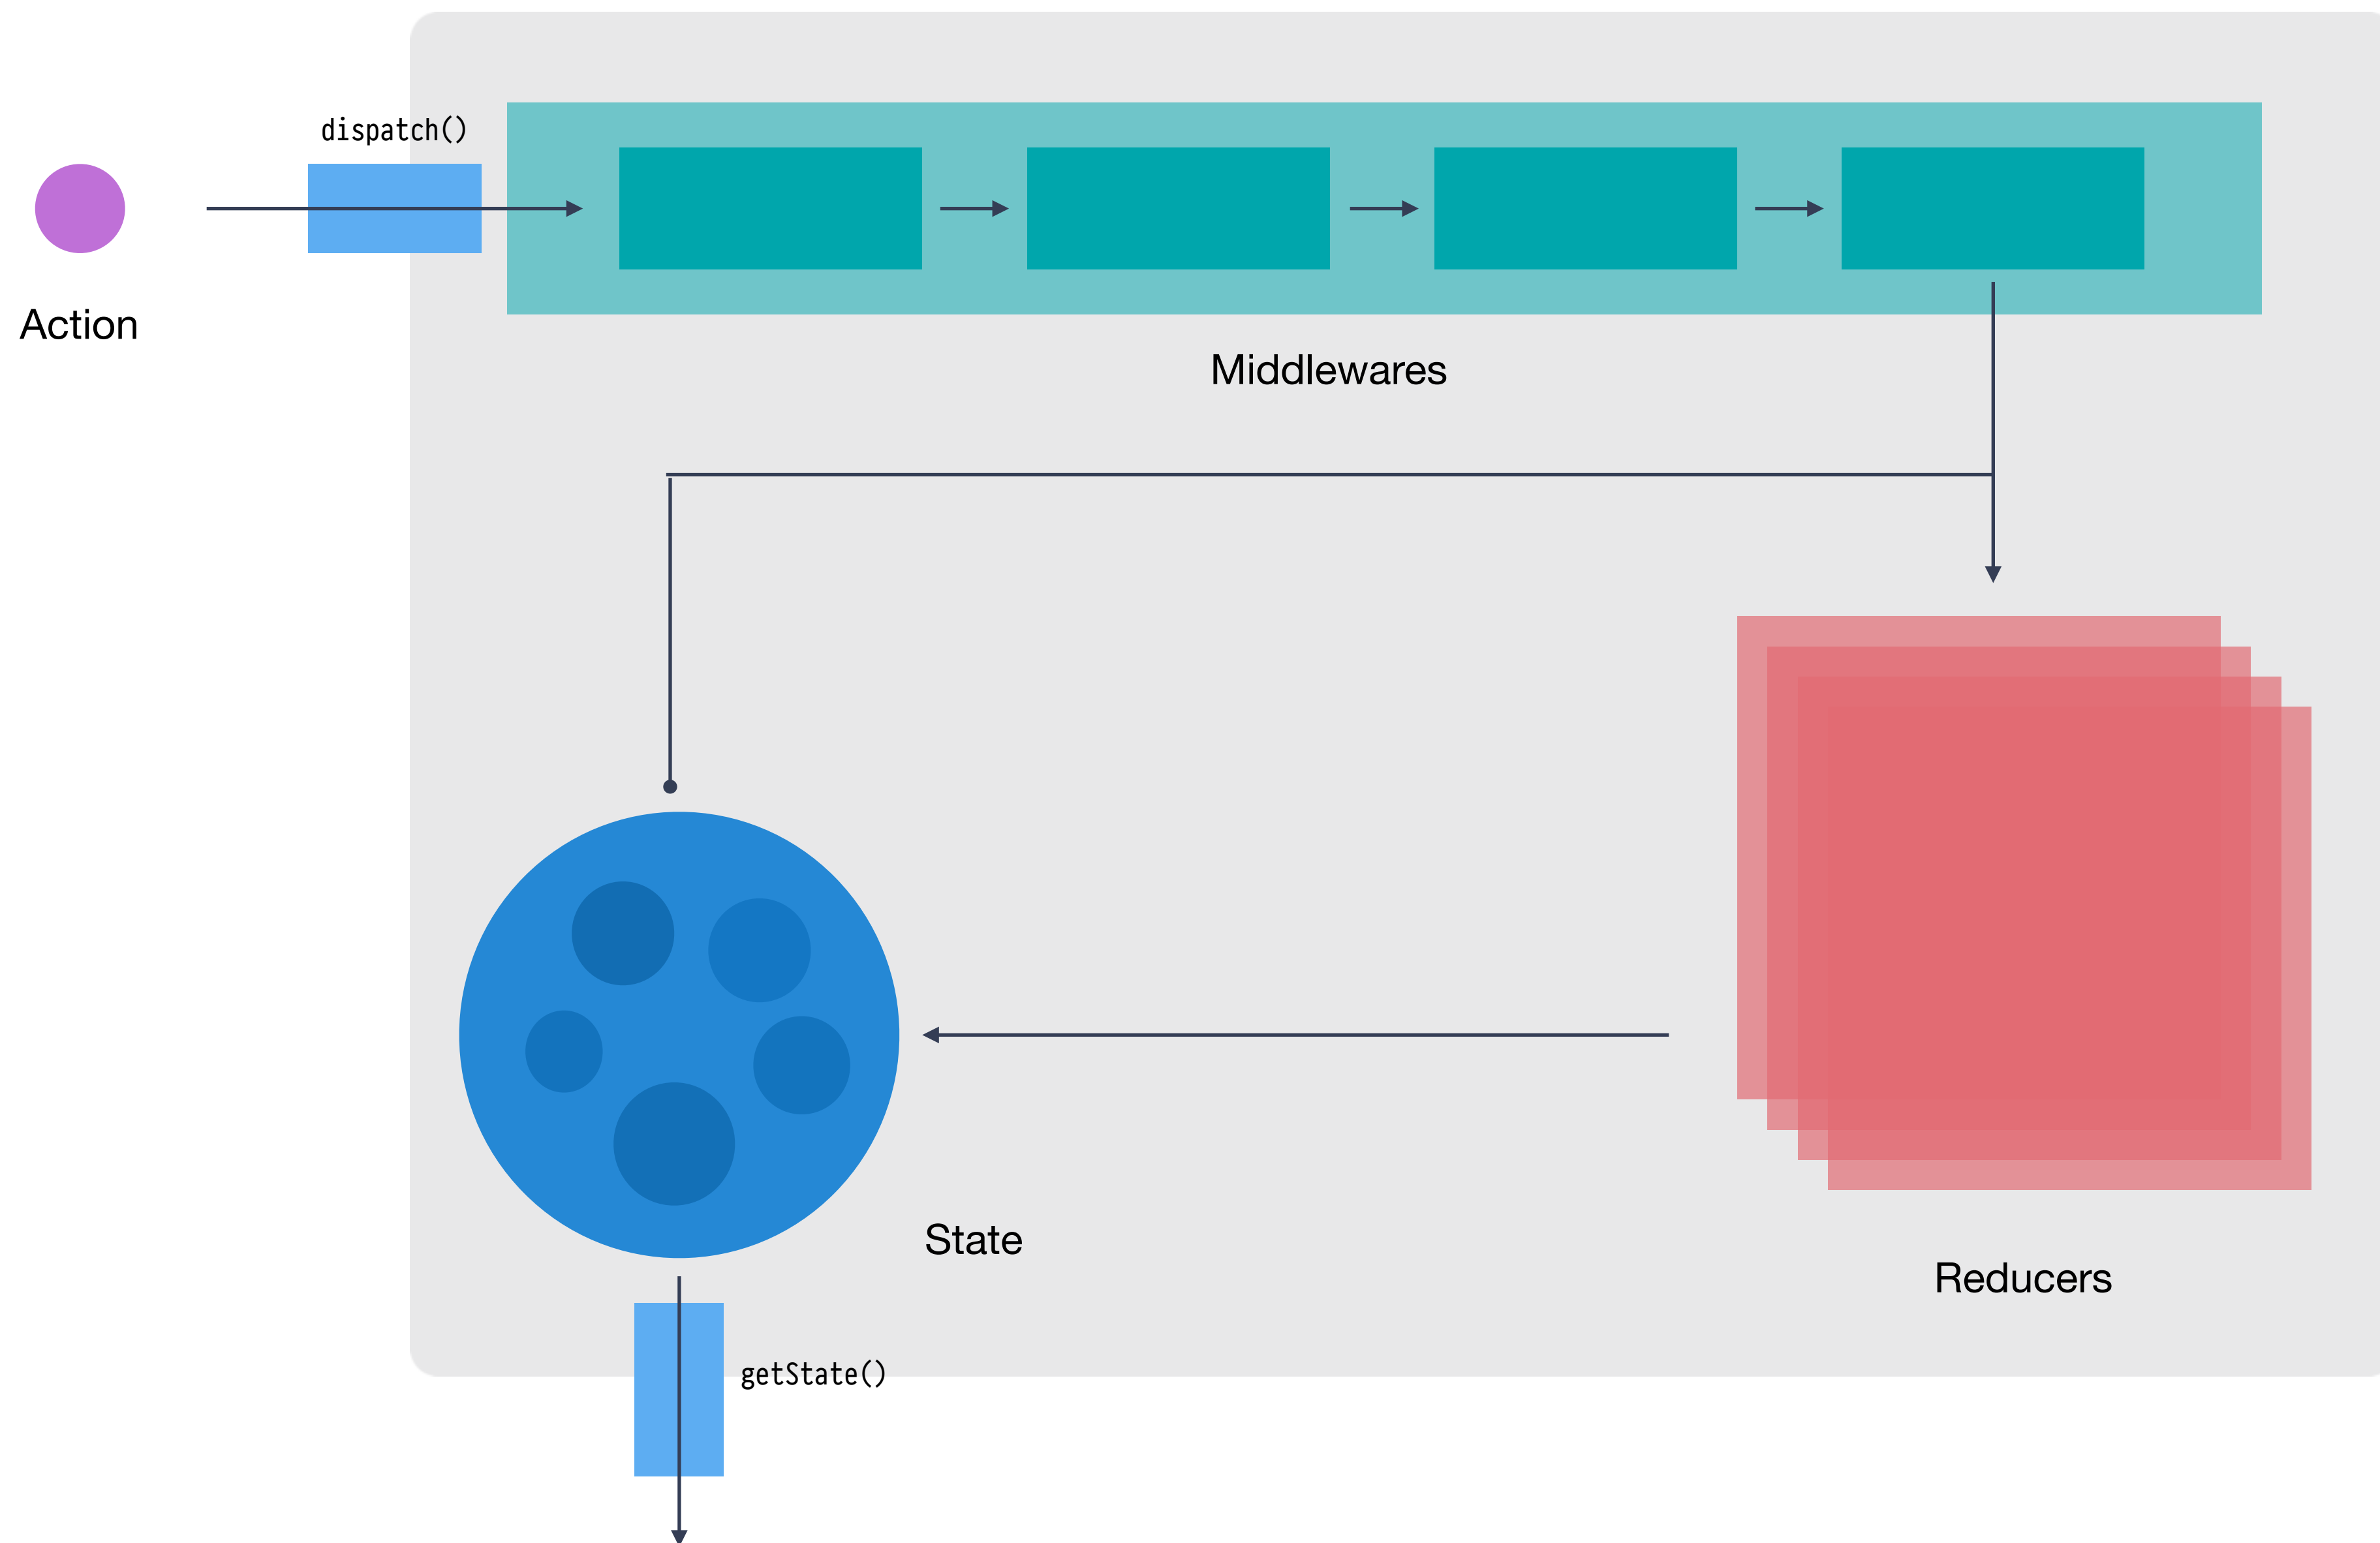 dispatch()
Action
Middlewares
State
Reducers
getState()